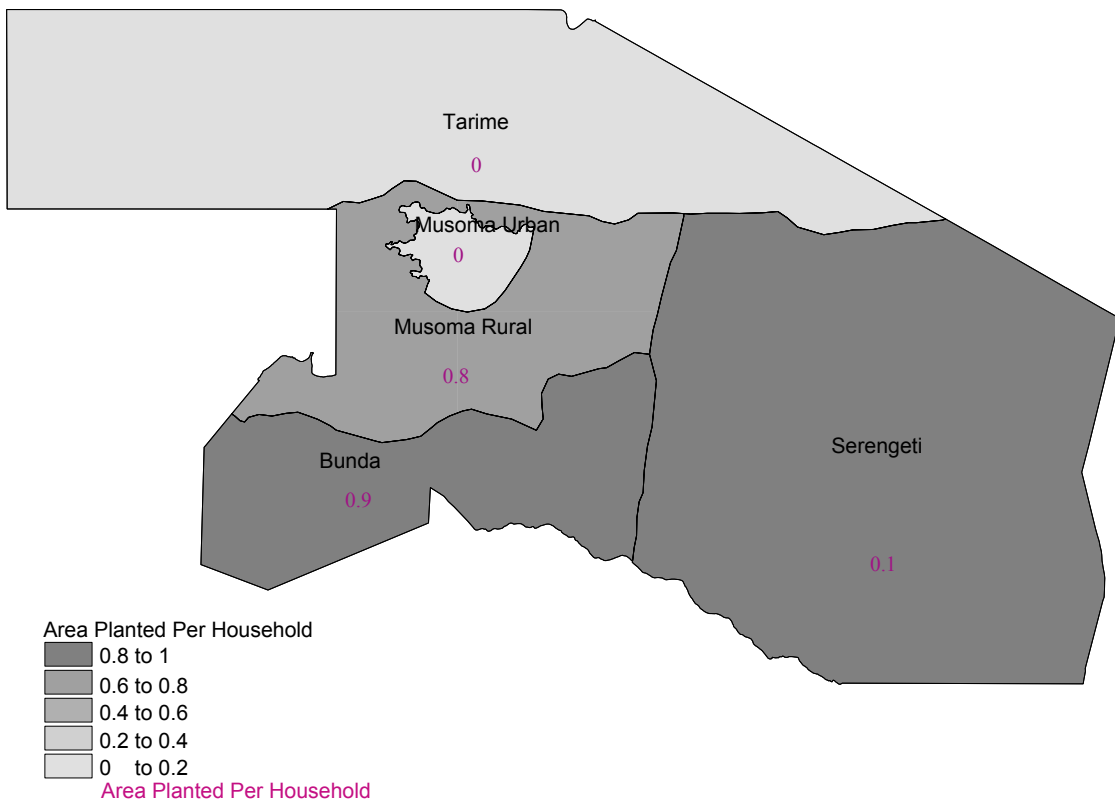 Tarime
0
Musoma Urban
0
Musoma Rural
0.8
Serengeti
Bunda
0.9
0.1
Area Planted Per Household
0.8 to 1
0.6 to 0.8
0.4 to 0.6
0.2 to 0.4
0 to 0.2
Area Planted Per Household